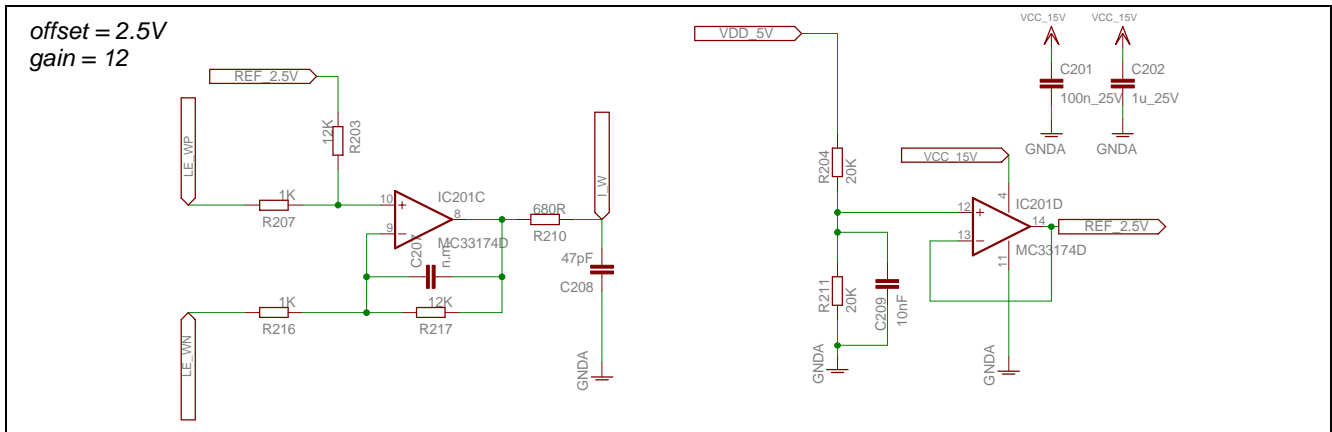 offset = 2.5V
gain = 12
REF_2.5V
LE_WP
12K
R203
1K
R207
10
+
9
−
IC201C
8
MC33174D
C207
n.m.
680R
R210
I_W
47pF
C208
GNDA
1K
R216
12K
R217
LE_WN
VDD_5V
R204
20K
R211
20K
C209
10nF
GNDA
VCC_15V
VCC_15V
C201
100n_25V
GNDA
C202
1u_25V
GNDA
VCC_15V
4
IC201D
12
+
13
−
14
MC33174D
11
REF_2.5V
GNDA